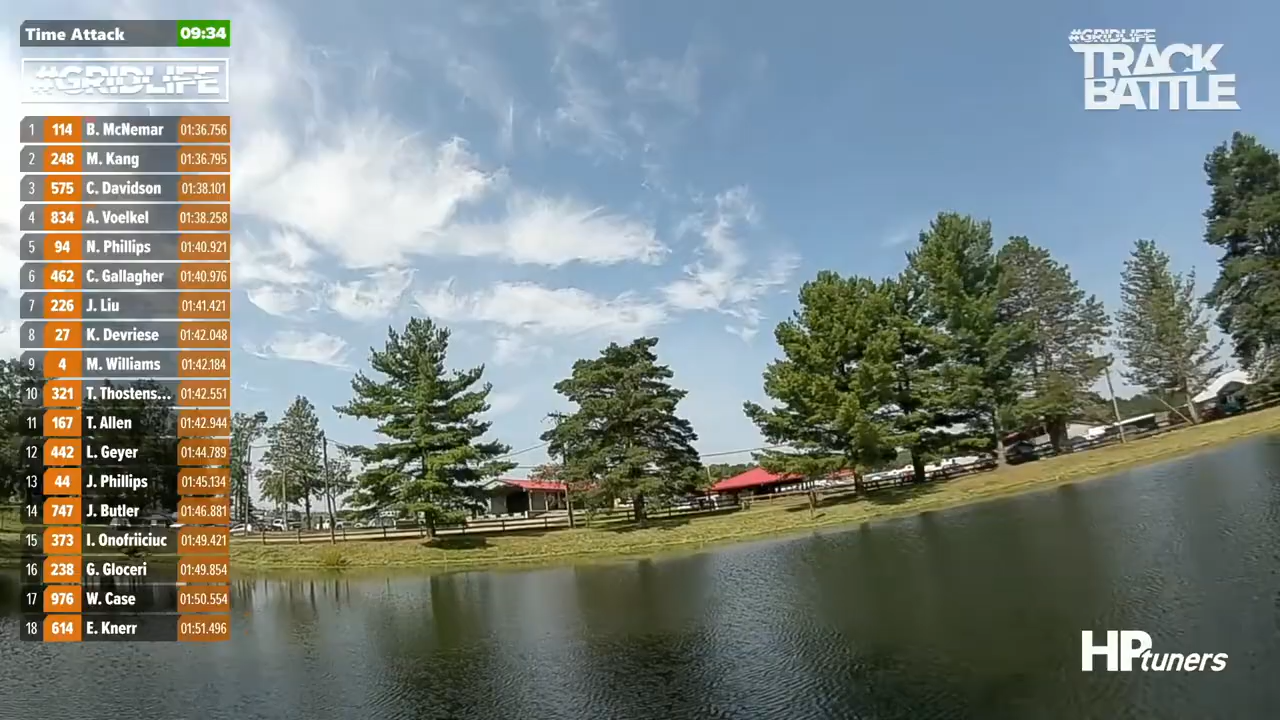 Time Attack 09:34
#GRIDLIFE
1 114 B. McNemar 01:36.756
2 248 M. Kang 01:36.795
3 575 C. Davidson 01:38.101
4 834 A. Voelkel 01:38.258
5 94 N. Phillips 01:40.921
6 462 C. Gallagher 01:40.976
7 226 J. Liu 01:41.421
8 27 K. Devriese 01:42.048
9 4 M. Williams 01:42.184
10 321 T. Thostens... 01:42.551
11 167 T. Allen 01:42.944
12 442 L. Geyer 01:44.789
13 44 J. Phillips 01:45.134
14 747 J. Butler 01:46.881
15 373 I. Onofriiciuc 01:49.421
16 238 G. Gloceri 01:49.854
17 976 W. Case 01:50.554
18 614 E. Knerr 01:51.496
#GRIDLIFE
TRACK
BATTLE
HPtuners